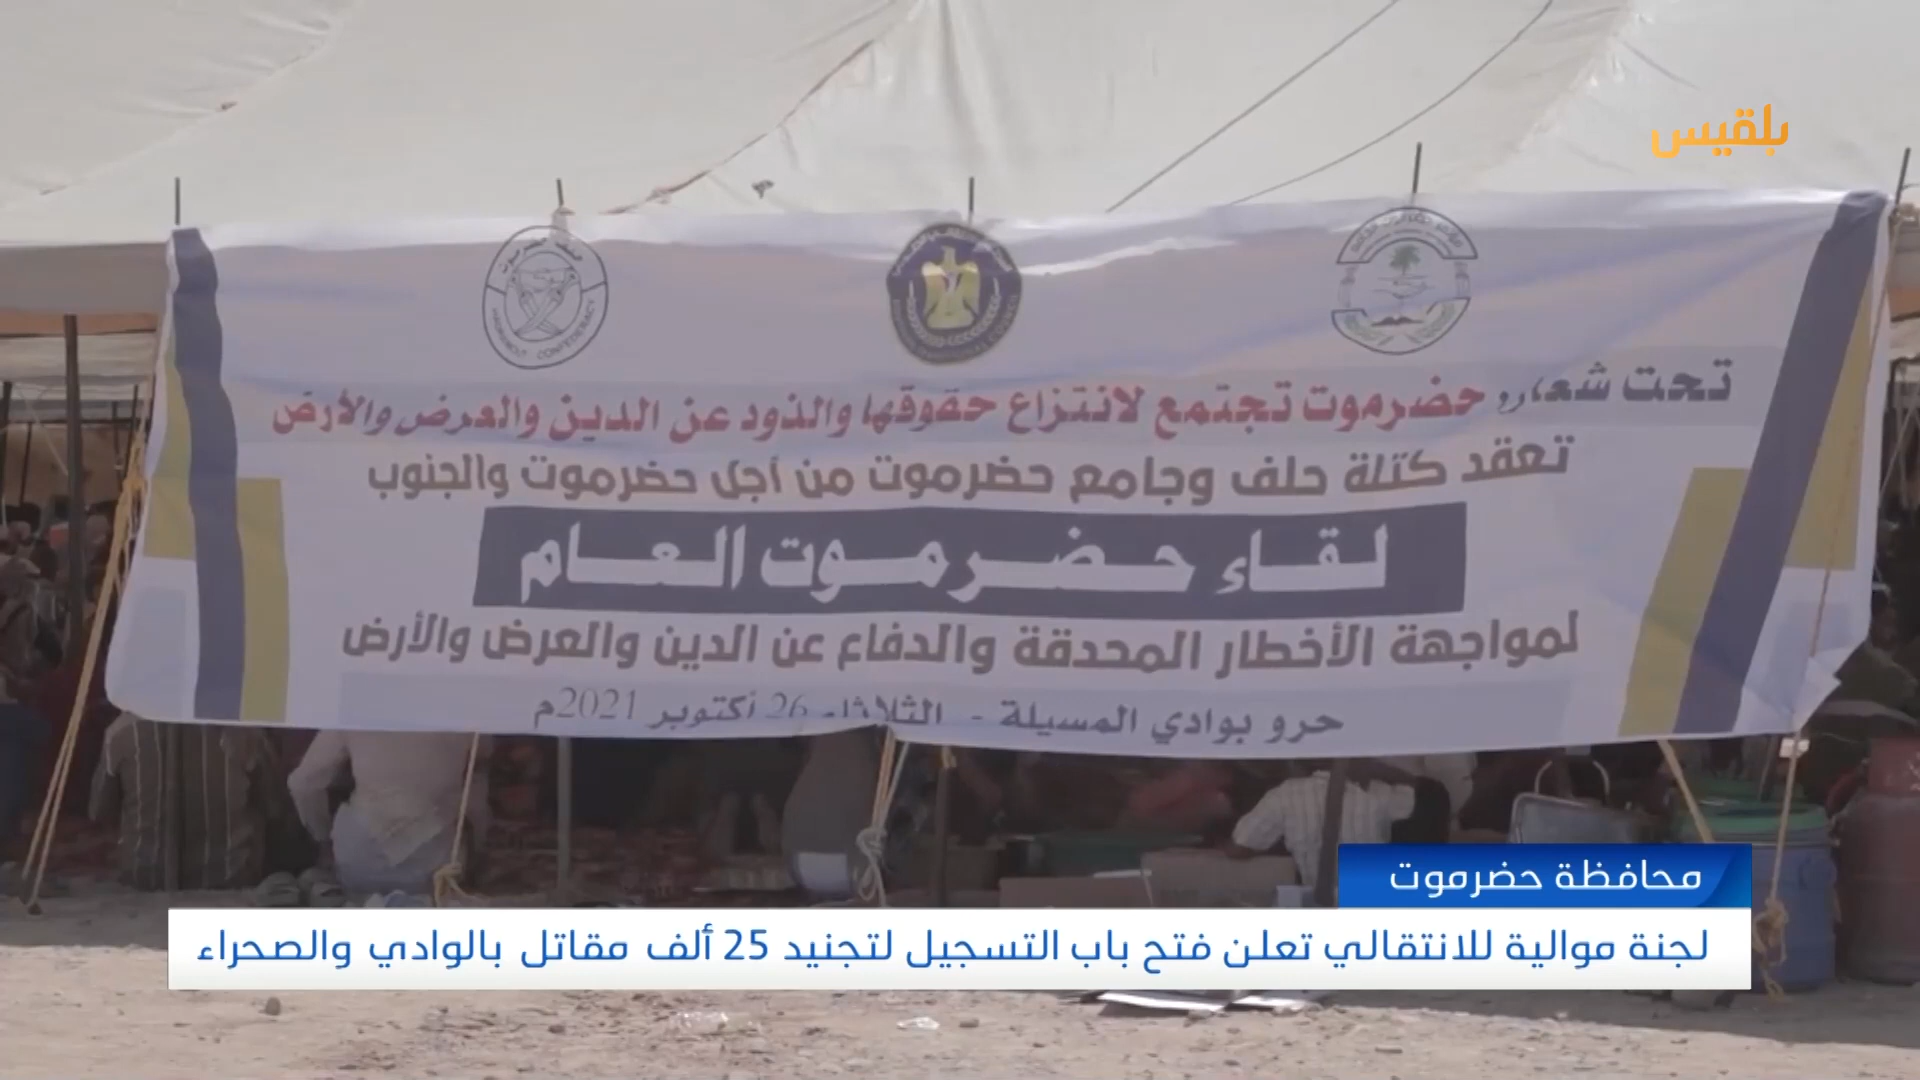 بلقيس
HADRAMOUT CONFEDERACY
تحت شعار، حضرموت تجتمع لانتزاع حقوقها والذود عن الدين والعرض والأرض
تعقد كتلة حلف وجامع حضرموت من أجل حضرموت والجنوب
لقاء حضرموت العام
لمواجهة الأخطار المحدقة والدفاع عن الدين والعرض والأرض
حرو بوادي المسيلة - الثلاثاء 26 أكتوبر 2021م
محافظة حضرموت
لجنة موالية للانتقالي تعلن فتح باب التسجيل لتجنيد 25 ألف مقاتل بالوادي والصحراء